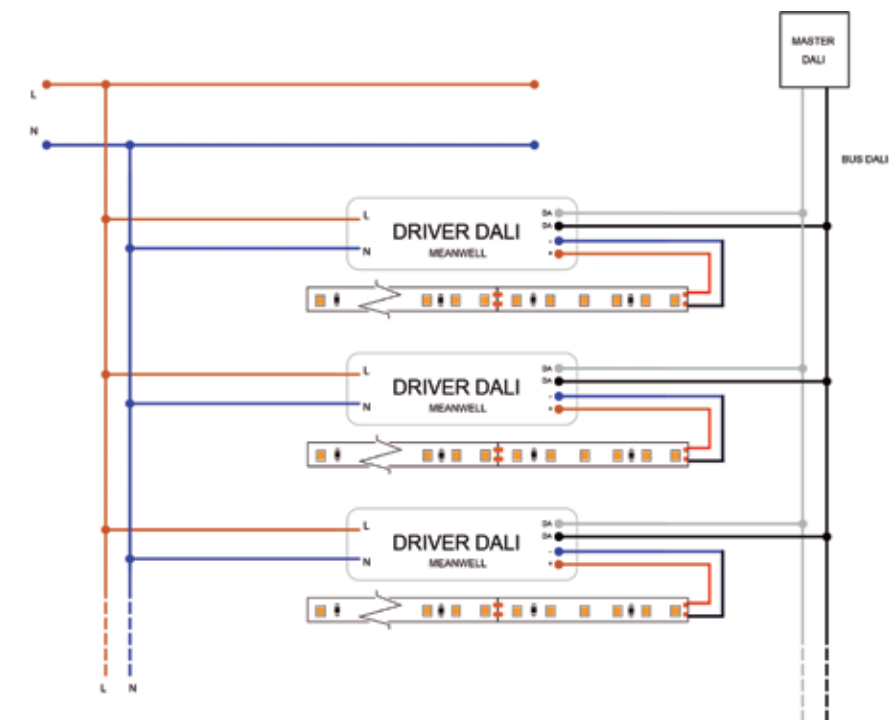 MASTER
DALI
L
N
BUS DALI
L
DRIVER DALI
N
MEANWELL
DA
DA
-
+
L
DRIVER DALI
N
MEANWELL
DA
DA
-
+
L
DRIVER DALI
N
MEANWELL
DA
DA
-
+
L N